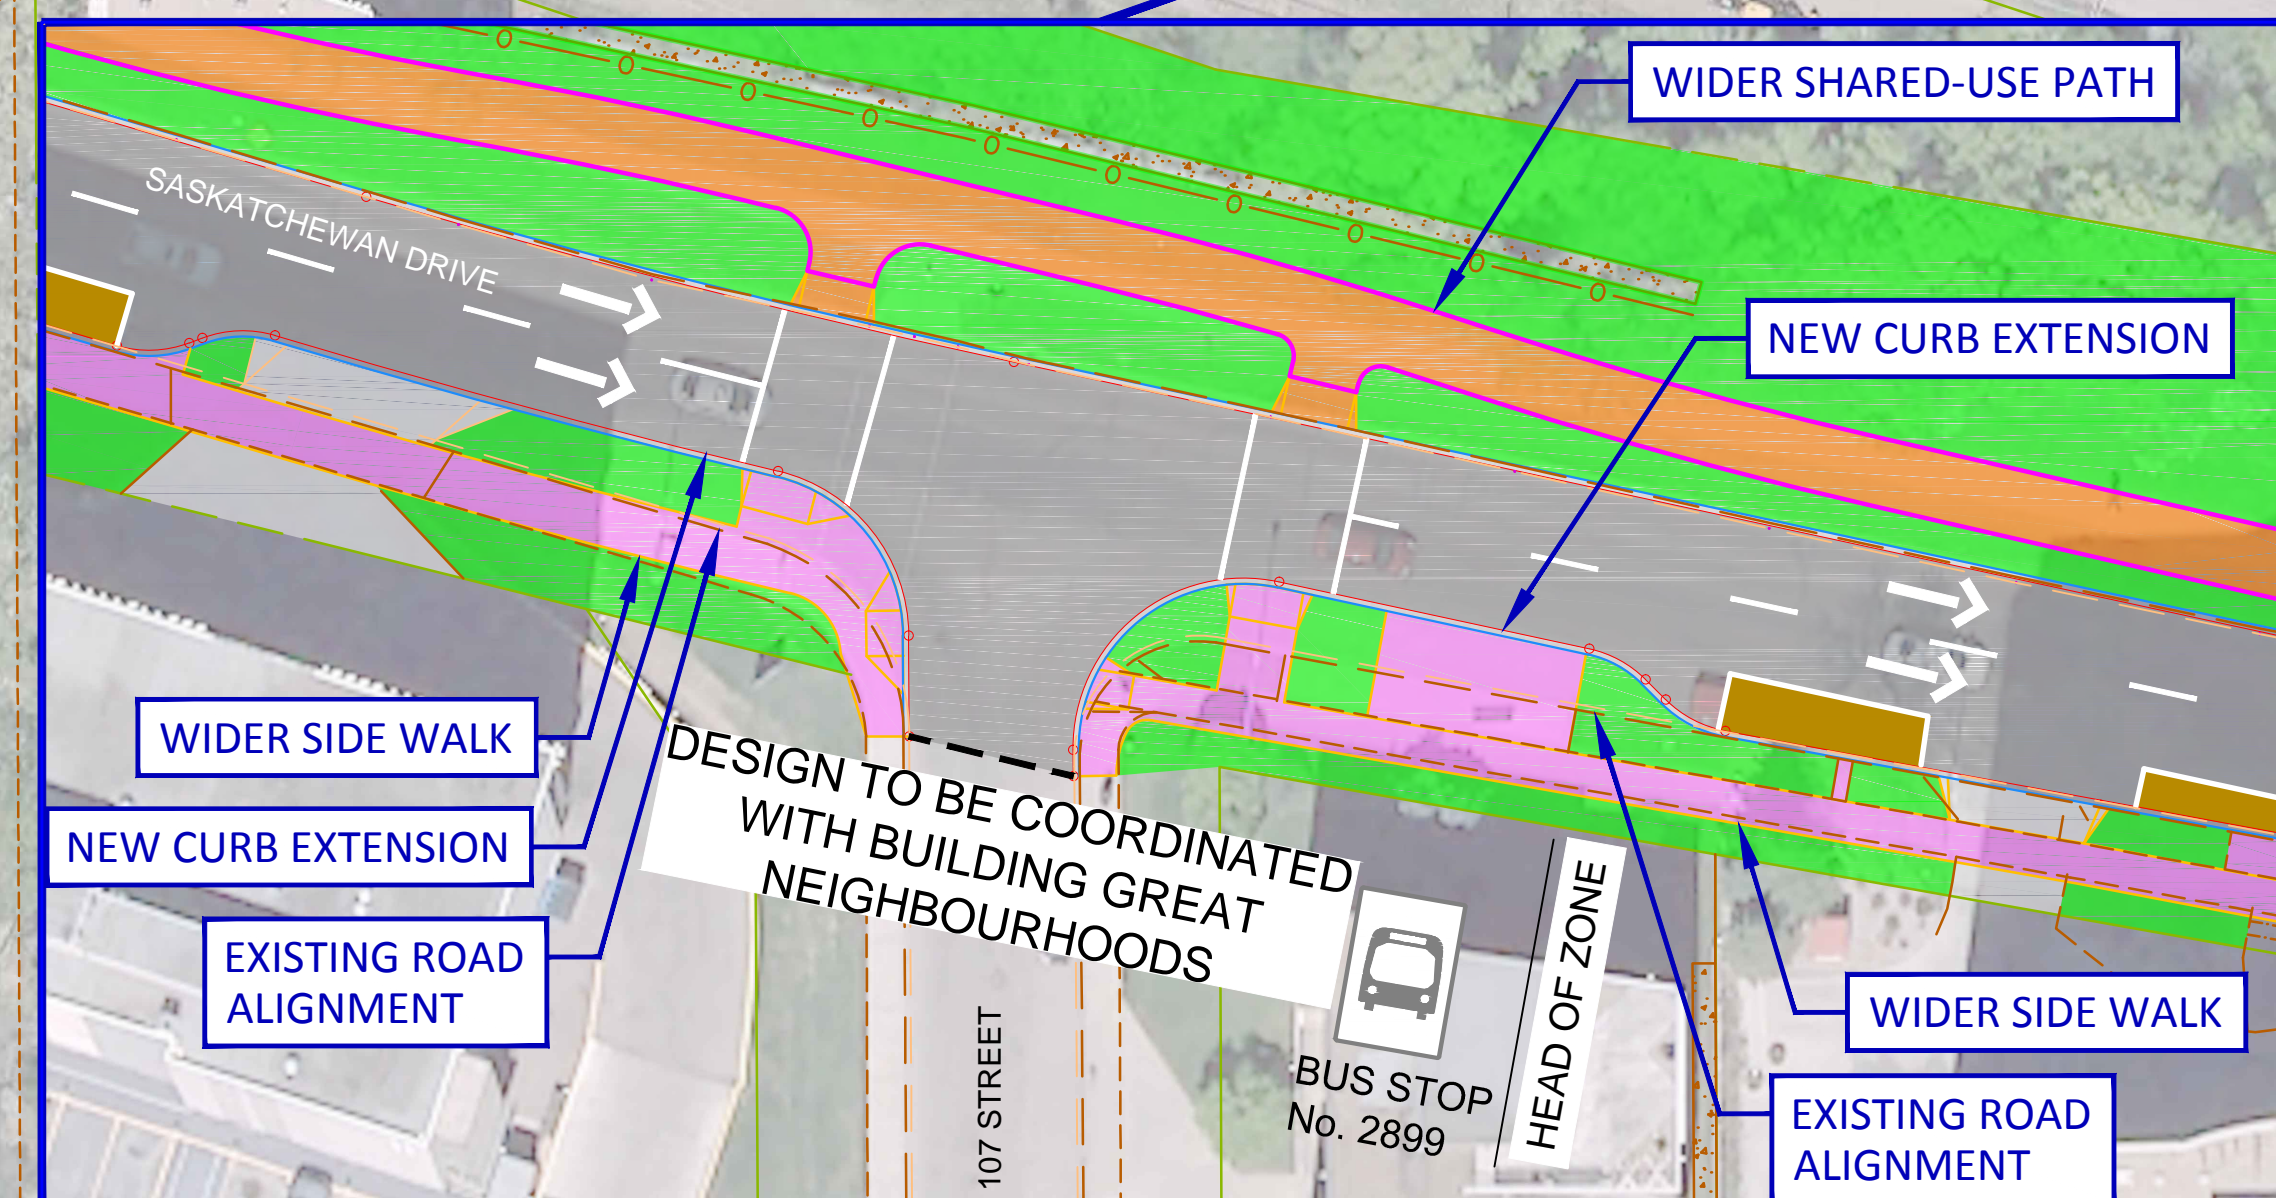 WIDER SHARED-USE PATH
SASKATCHEWAN DRIVE
NEW CURB EXTENSION
WIDER SIDE WALK
NEW CURB EXTENSION
EXISTING ROAD
ALIGNMENT
DESIGN TO BE COORDINATED
WITH BUILDING GREAT
NEIGHBOURHOODS
107 STREET
BUS STOP
No. 2899
HEAD OF ZONE
WIDER SIDE WALK
EXISTING ROAD
ALIGNMENT